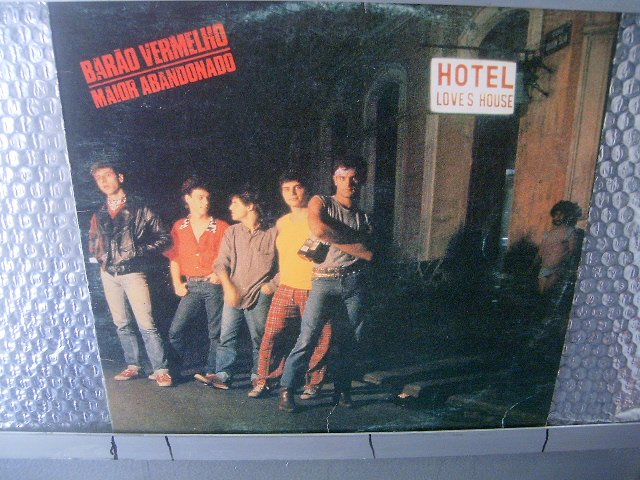 BARÃO VERMELHO
MAIOR ABANDONADO
HOTEL
LOVE'S HOUSE